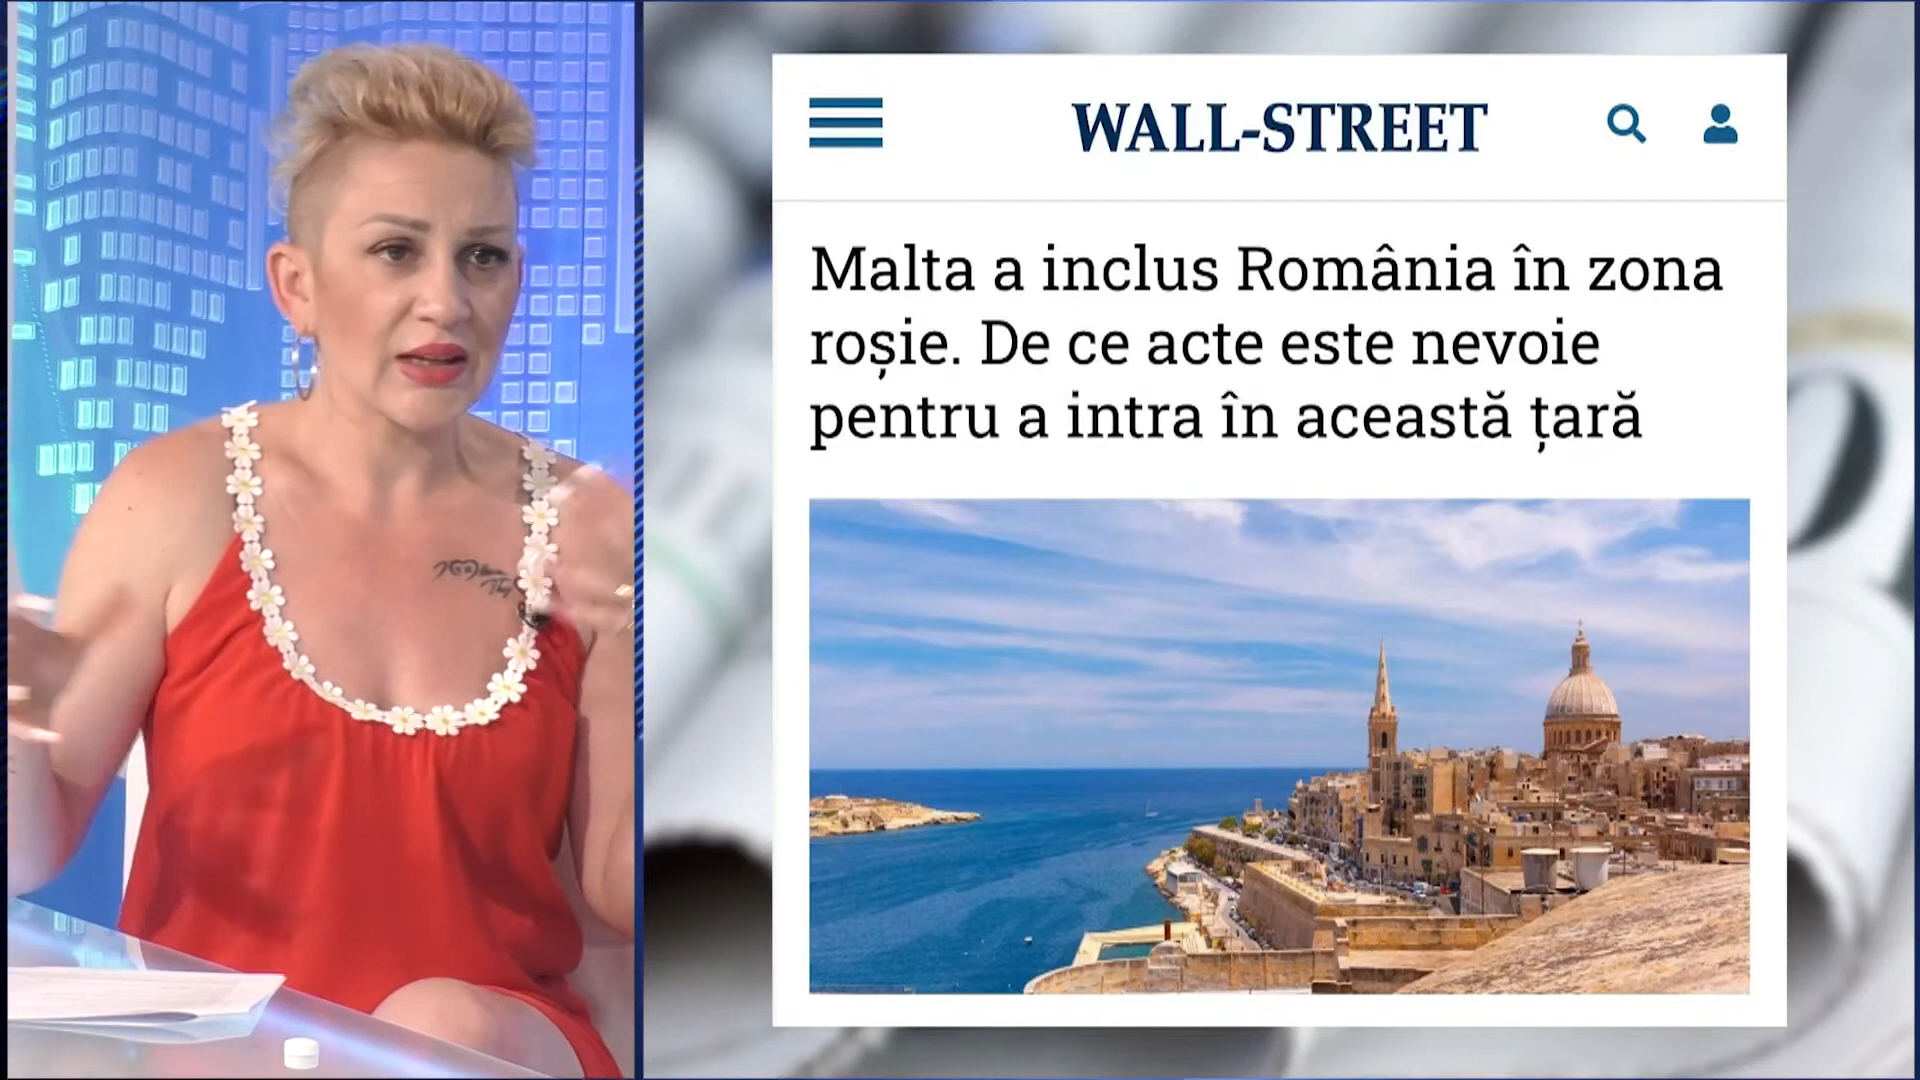 WALL-STREET
Malta a inclus România în zona
roșie. De ce acte este nevoie
pentru a intra în această țară